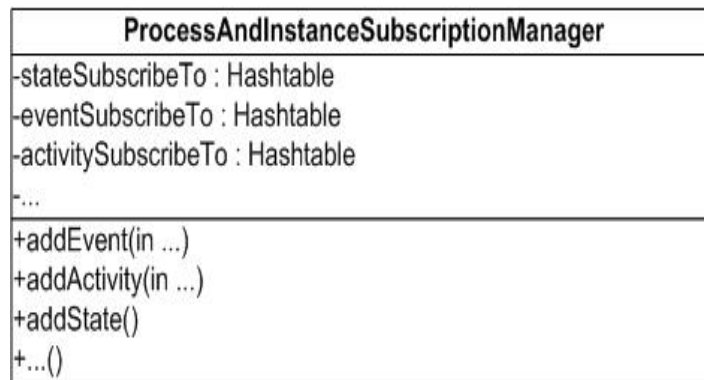 ProcessAndInstanceSubscriptionManager
-stateSubscribeTo : Hashtable
-eventSubscribeTo : Hashtable
-activitySubscribeTo : Hashtable
-...
+addEvent(in ...)
+addActivity(in ...)
+addState()
+...()